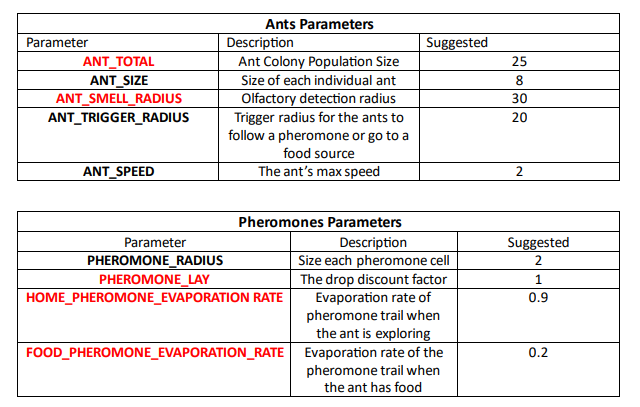 Ants Parameters
Parameter Description Suggested
ANT_TOTAL Ant Colony Population Size 25
ANT_SIZE Size of each individual ant 8
ANT_SMELL_RADIUS Olfactory detection radius 30
ANT_TRIGGER_RADIUS Trigger radius for the ants to 20
follow a pheromone or go to a
food source
ANT_SPEED The ant's max speed 2
Pheromones Parameters
Parameter Description Suggested
PHEROMONE_RADIUS Size each pheromone cell 2
PHEROMONE_LAY The drop discount factor 1
HOME_PHEROMONE_EVAPORATION RATE Evaporation rate of 0.9
pheromone trail when
the ant is exploring
FOOD_PHEROMONE_EVAPORATION_RATE Evaporation rate of the 0.2
pheromone trail when
the ant has food